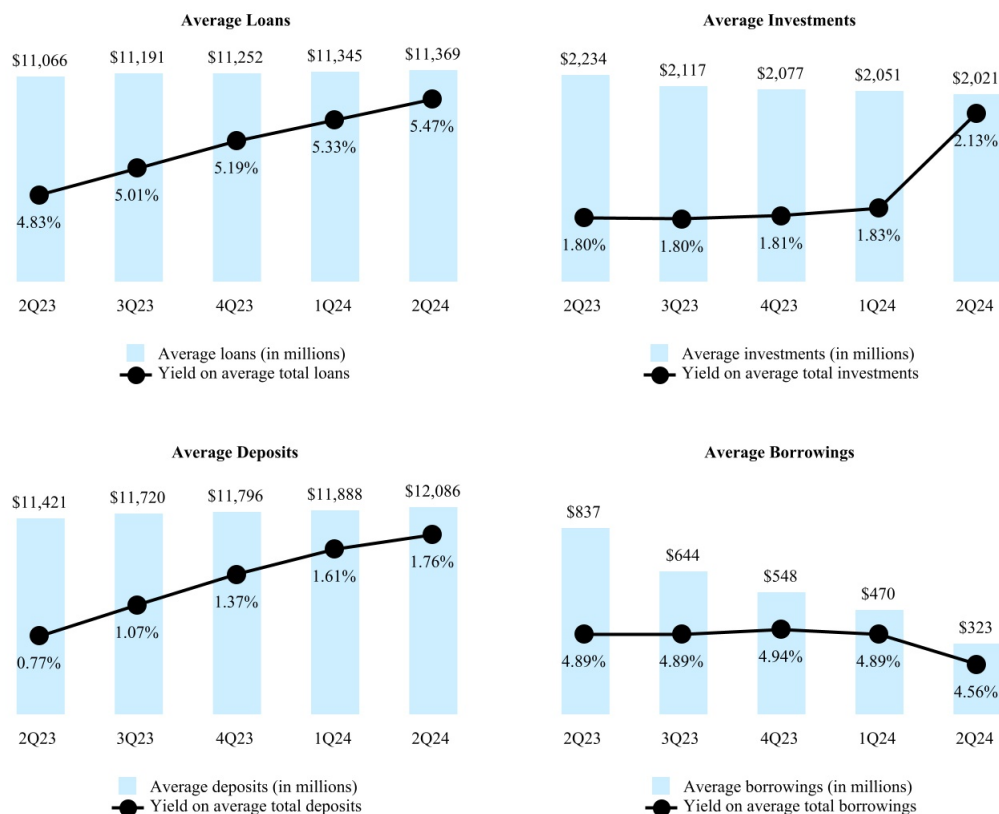 Average Loans
$11,066 $11,191 $11,252 $11,345 $11,369
4.83% 5.01% 5.19% 5.33% 5.47%
2Q23 3Q23 4Q23 1Q24 2Q24
Average loans (in millions)
Yield on average total loans
Average Investments
$2,234 $2,117 $2,077 $2,051 $2,021
1.80% 1.80% 1.81% 1.83% 2.13%
2Q23 3Q23 4Q23 1Q24 2Q24
Average investments (in millions)
Yield on average total investments
Average Deposits
$11,421 $11,720 $11,796 $11,888 $12,086
0.77% 1.07% 1.37% 1.61% 1.76%
2Q23 3Q23 4Q23 1Q24 2Q24
Average deposits (in millions)
Yield on average total deposits
Average Borrowings
$837 $644 $548 $470 $323
4.89% 4.89% 4.94% 4.89% 4.56%
2Q23 3Q23 4Q23 1Q24 2Q24
Average borrowings (in millions)
Yield on average total borrowings